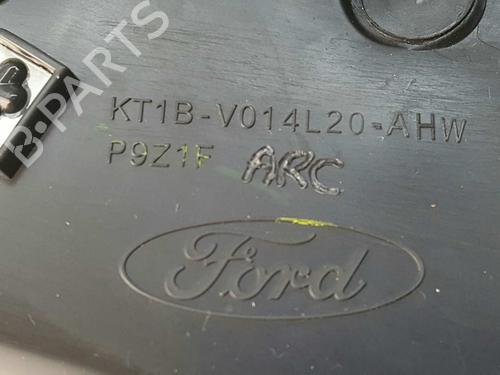 B-PARTS
KT1B-V014L20-AHW
P9Z1F ARC
Ford